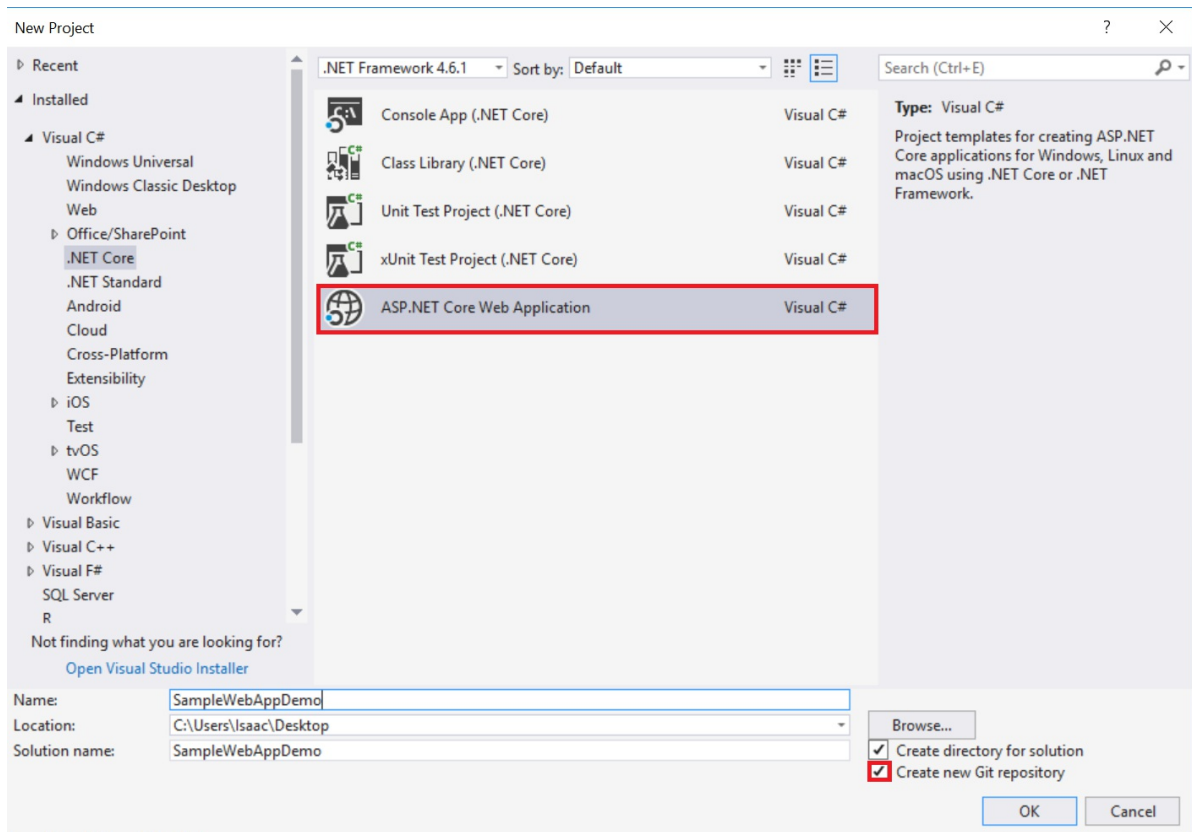 New Project
?
Recent
Installed
Visual C#
Windows Universal
Windows Classic Desktop
Web
Office/SharePoint
.NET Core
.NET Standard
Android
Cloud
Cross-Platform
Extensibility
iOS
Test
tvOS
WCF
Workflow
Visual Basic
Visual C++
Visual F#
SQL Server
R
Not finding what you are looking for?
Open Visual Studio Installer
.NET Framework 4.6.1 Sort by: Default
Console App (.NET Core) Visual C#
Class Library (.NET Core) Visual C#
Unit Test Project (.NET Core) Visual C#
xUnit Test Project (.NET Core) Visual C#
ASP.NET Core Web Application Visual C#
Search (Ctrl+E)
Type: Visual C#
Project templates for creating ASP.NET
Core applications for Windows, Linux and
macOS using .NET Core or .NET
Framework.
Name: SampleWebAppDemo
Location: C:\Users\Isaac\Desktop
Solution name: SampleWebAppDemo
Browse...
Create directory for solution
Create new Git repository
OK Cancel